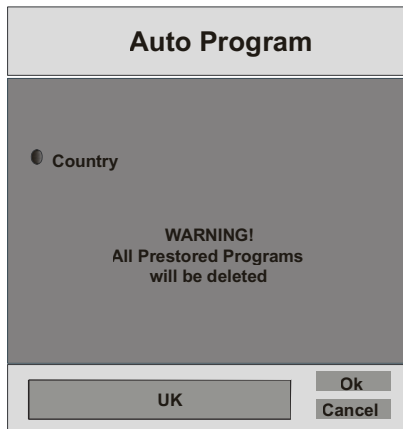 Auto Program
Country
WARNING!
All Prestored Programs
will be deleted
UK
Ok
Cancel